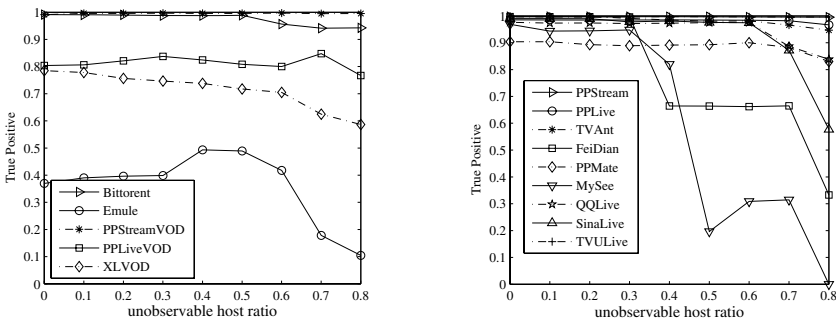 1
0.9
0.8
0.7
0.6
0.5
0.4
0.3
0.2
0.1
0
True Positive
Bittorent
Emule
PPStreamVOD
PPLiveVOD
XLVOD
0 0.1 0.2 0.3 0.4 0.5 0.6 0.7 0.8
unobservable host ratio
1
0.9
0.8
0.7
0.6
0.5
0.4
0.3
0.2
0.1
0
True Positive
PPStream
PPLive
TVAnt
FeiDian
PPMate
MySee
QQLive
SinaLive
TVULive
0 0.1 0.2 0.3 0.4 0.5 0.6 0.7 0.8
unobservable host ratio